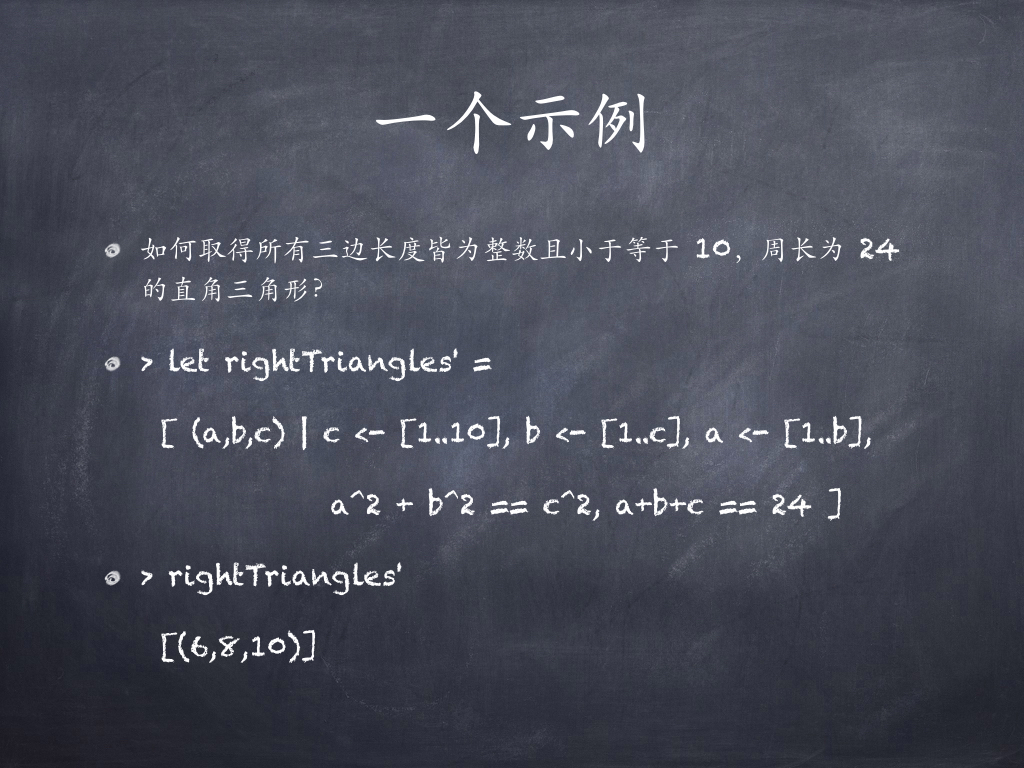 一个示例
如何取得所有三边长度皆为整数且小于等于 10，周长为 24
的直角三角形？
> let rightTriangles' =
[ (a,b,c) | c <- [1..10], b <- [1..c], a <- [1..b],
a^2 + b^2 == c^2, a+b+c == 24 ]
> rightTriangles'
[(6,8,10)]